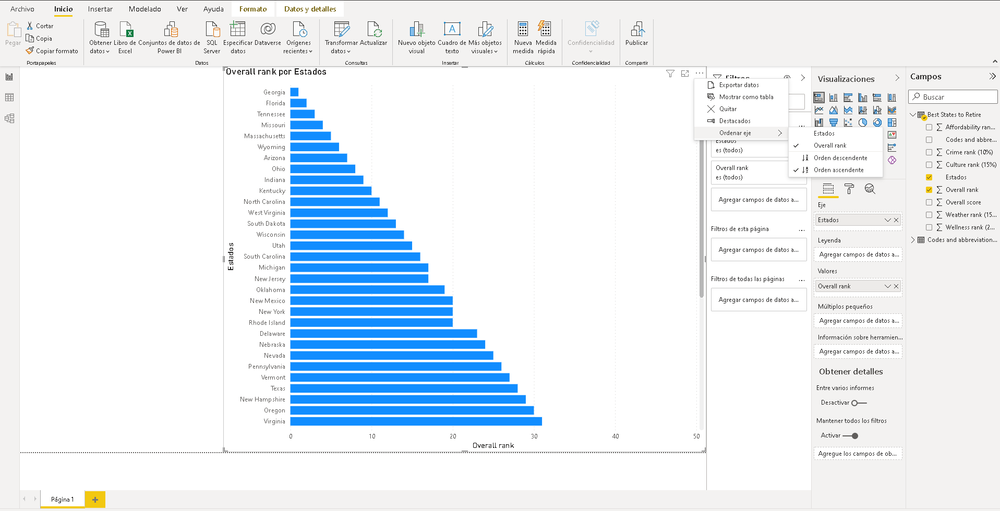 Archivo
Inicio
Insertar
Modelado
Ver
Ayuda
Formato
Datos y detalles
Pegar
Cortar
Copia
Copiar formato
Portapapeles
Obtener
datos
Libro de
Excel
Conjuntos de datos de
Power BI
SQL
Server
Especificar
datos
Dataverse
Orígenes
recientes
Datos
Transformar
datos
Actualizar
Consultas
Nuevo objeto
visual
A
Cuadro de
texto
Más objetos
visuales
Insertar
Nueva
medida
Medida
rápida
Cálculos
Confidencialidad
Confidencialidad
Publicar
Compartir
Overall rank por Estados
Estados
Georgia
Florida
Tennessee
Missouri
Massachusetts
Wyoming
Arizona
Ohio
Indiana
Kentucky
North Carolina
West Virginia
South Dakota
Wisconsin
Utah
South Carolina
Michigan
New Jersey
Oklahoma
New Mexico
New York
Rhode Island
Delaware
Nebraska
Nevada
Pennsylvania
Vermont
Texas
New Hampshire
Oregon
Virginia
0 10 20 30 40 50
Overall rank
Exportar datos
Mostrar como tabla
Quitar
Destacados
Ordenar eje
Estados
Overall rank
Orden descendente
Orden ascendente
Filtros
...
Estados
es (todos)
Overall rank
es (todos)
Agregar campos de datos a...
Filtros de esta página ...
Agregar campos de datos a...
Filtros de todas las páginas ...
Agregar campos de datos a...
Visualizaciones
Eje
Estados
Leyenda
Agregar campos de datos a...
Valores
Overall rank
Múltiplos pequeños
Agregar campos de datos a...
Información sobre herramien...
Agregar campos de datos a...
Obtener detalles
Entre varios informes
Desactivar
Mantener todos los filtros
Activar
Agregue los campos de ob...
Campos
Buscar
Best States to Retire
Affordability ran...
Codes and abbre...
Crime rank (10%)
Culture rank (15%)
Estados
Overall rank
Overall score
Weather rank (15...
Wellness rank (2...
Codes and abbreviation...
Página 1
+